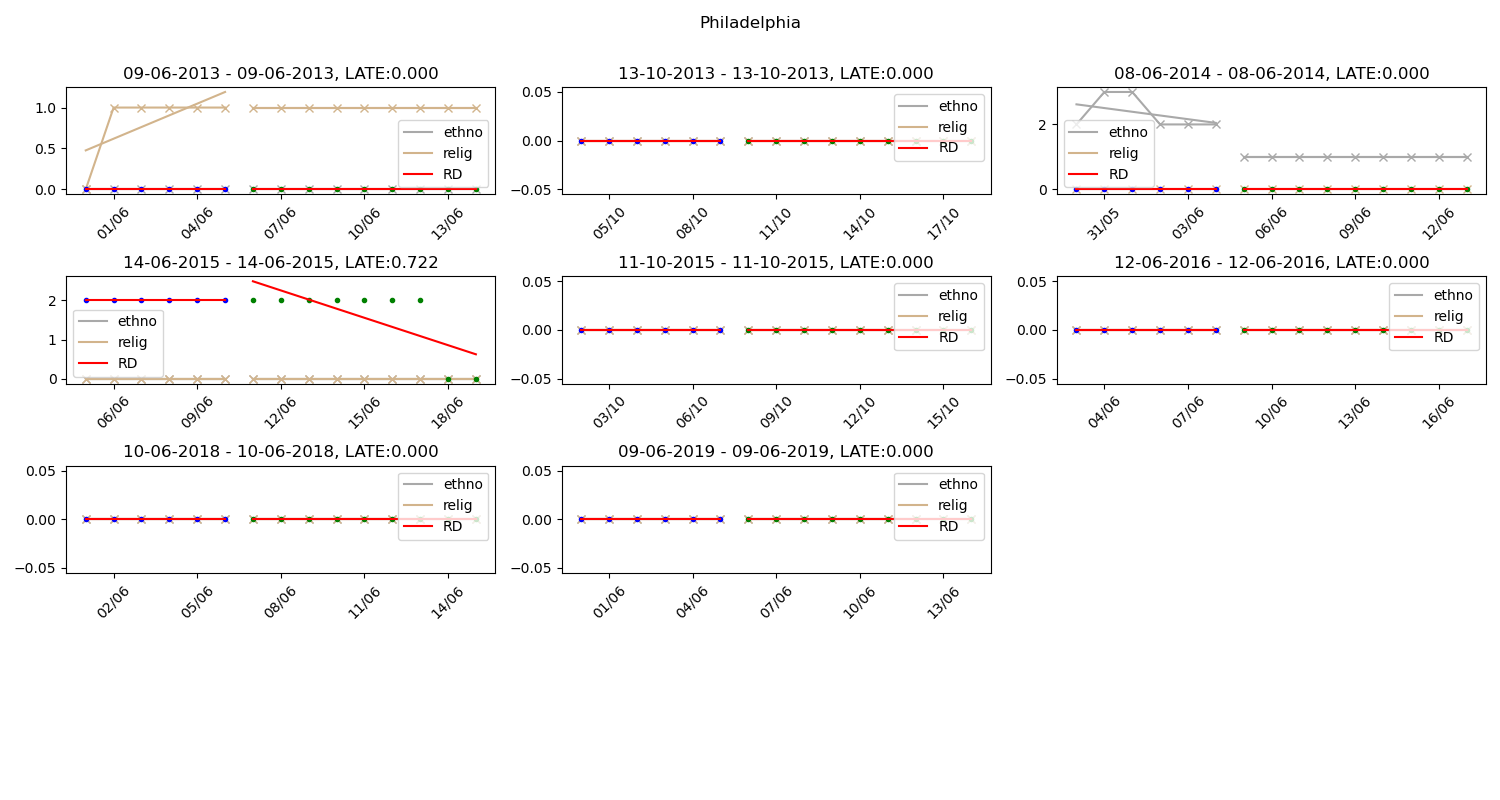 Philadelphia
09-06-2013 - 09-06-2013, LATE:0.000
1.0
0.5
0.0
ethno
relig
RD
01/06
04/06
07/06
10/06
13/06
13-10-2013 - 13-10-2013, LATE:0.000
0.05
0.00
−0.05
ethno
relig
RD
05/10
08/10
11/10
14/10
17/10
08-06-2014 - 08-06-2014, LATE:0.000
2
0
ethno
relig
RD
31/05
03/06
06/06
09/06
12/06
14-06-2015 - 14-06-2015, LATE:0.722
2
1
0
ethno
relig
RD
06/06
09/06
12/06
15/06
18/06
11-10-2015 - 11-10-2015, LATE:0.000
0.05
0.00
−0.05
ethno
relig
RD
03/10
06/10
09/10
12/10
15/10
12-06-2016 - 12-06-2016, LATE:0.000
0.05
0.00
−0.05
ethno
relig
RD
04/06
07/06
10/06
13/06
16/06
10-06-2018 - 10-06-2018, LATE:0.000
0.05
0.00
−0.05
ethno
relig
RD
02/06
05/06
08/06
11/06
14/06
09-06-2019 - 09-06-2019, LATE:0.000
0.05
0.00
−0.05
ethno
relig
RD
01/06
04/06
07/06
10/06
13/06